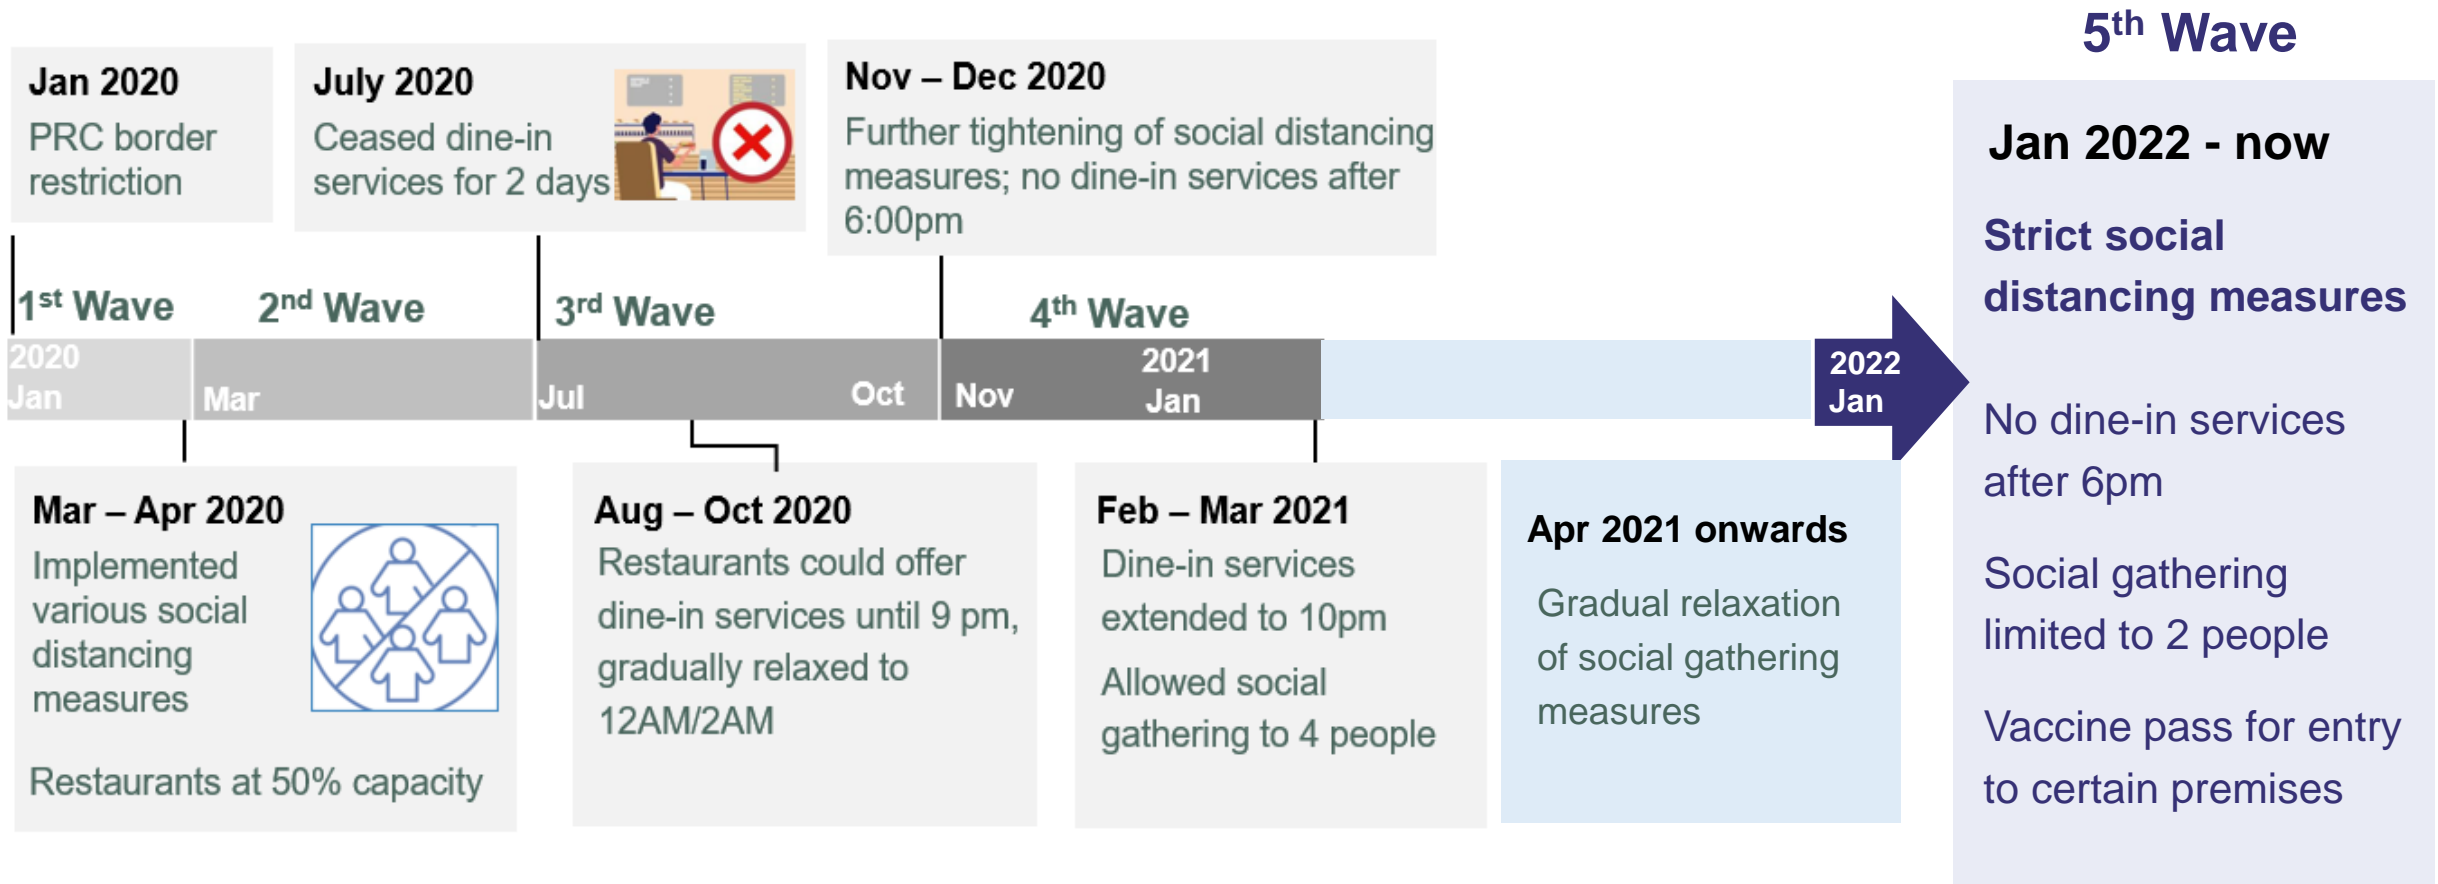 5th Wave
Jan 2020
PRC border
restriction
July 2020
Ceased dine-in
services for 2 days
Nov – Dec 2020
Further tightening of social distancing
measures; no dine-in services after
6:00pm
1st Wave
2nd Wave
3rd Wave
4th Wave
2020
Jan
Mar
Jul
Oct
Nov
2021
Jan
2022
Jan
Mar – Apr 2020
Implemented
various social
distancing
measures
Restaurants at 50% capacity
Aug – Oct 2020
Restaurants could offer
dine-in services until 9 pm,
gradually relaxed to
12AM/2AM
Feb – Mar 2021
Dine-in services
extended to 10pm
Allowed social
gathering to 4 people
Apr 2021 onwards
Gradual relaxation
of social gathering
measures
Jan 2022 - now
Strict social
distancing measures
No dine-in services
after 6pm
Social gathering
limited to 2 people
Vaccine pass for entry
to certain premises